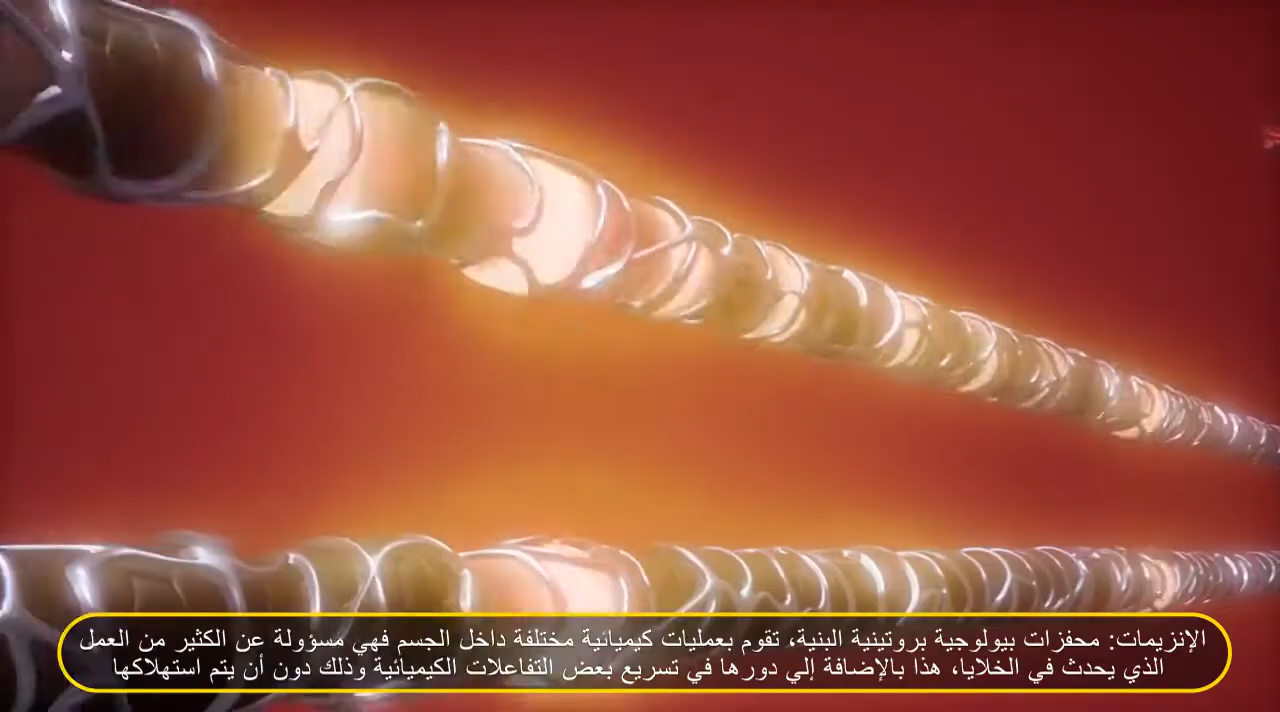 الإنزيمات: محفزات بيولوجية بروتينية البنية، تقوم بعمليات كيميائية مختلفة داخل الجسم فهي مسؤولة عن الكثير من العمل
الذي يحدث في الخلايا، هذا بالإضافة إلي دورها في تسريع بعض التفاعلات الكيميائية وذلك دون أن يتم استهلاكها